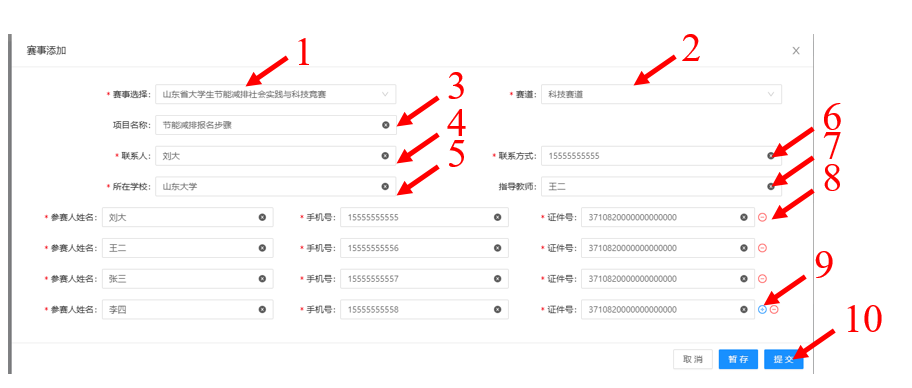 1
2
赛事添加
* 赛事选择: 山东省大学生节能减排社会实践与科技竞赛 * 赛道: 科技赛道
3
项目名称: 节能减排报名步骤
4 6
* 联系人: 刘大 * 联系方式: 15555555555
5 7
* 所在学校: 山东大学 指导教师: 王二
8
* 参赛人姓名: 刘大 * 手机号: 15555555555 * 证件号: 3710820000000000000
* 参赛人姓名: 王二 * 手机号: 15555555556 * 证件号: 3710820000000000000
* 参赛人姓名: 张三 * 手机号: 15555555557 * 证件号: 3710820000000000000
9
* 参赛人姓名: 李四 * 手机号: 15555555558 * 证件号: 3710820000000000000
10
取消 暂存 提交